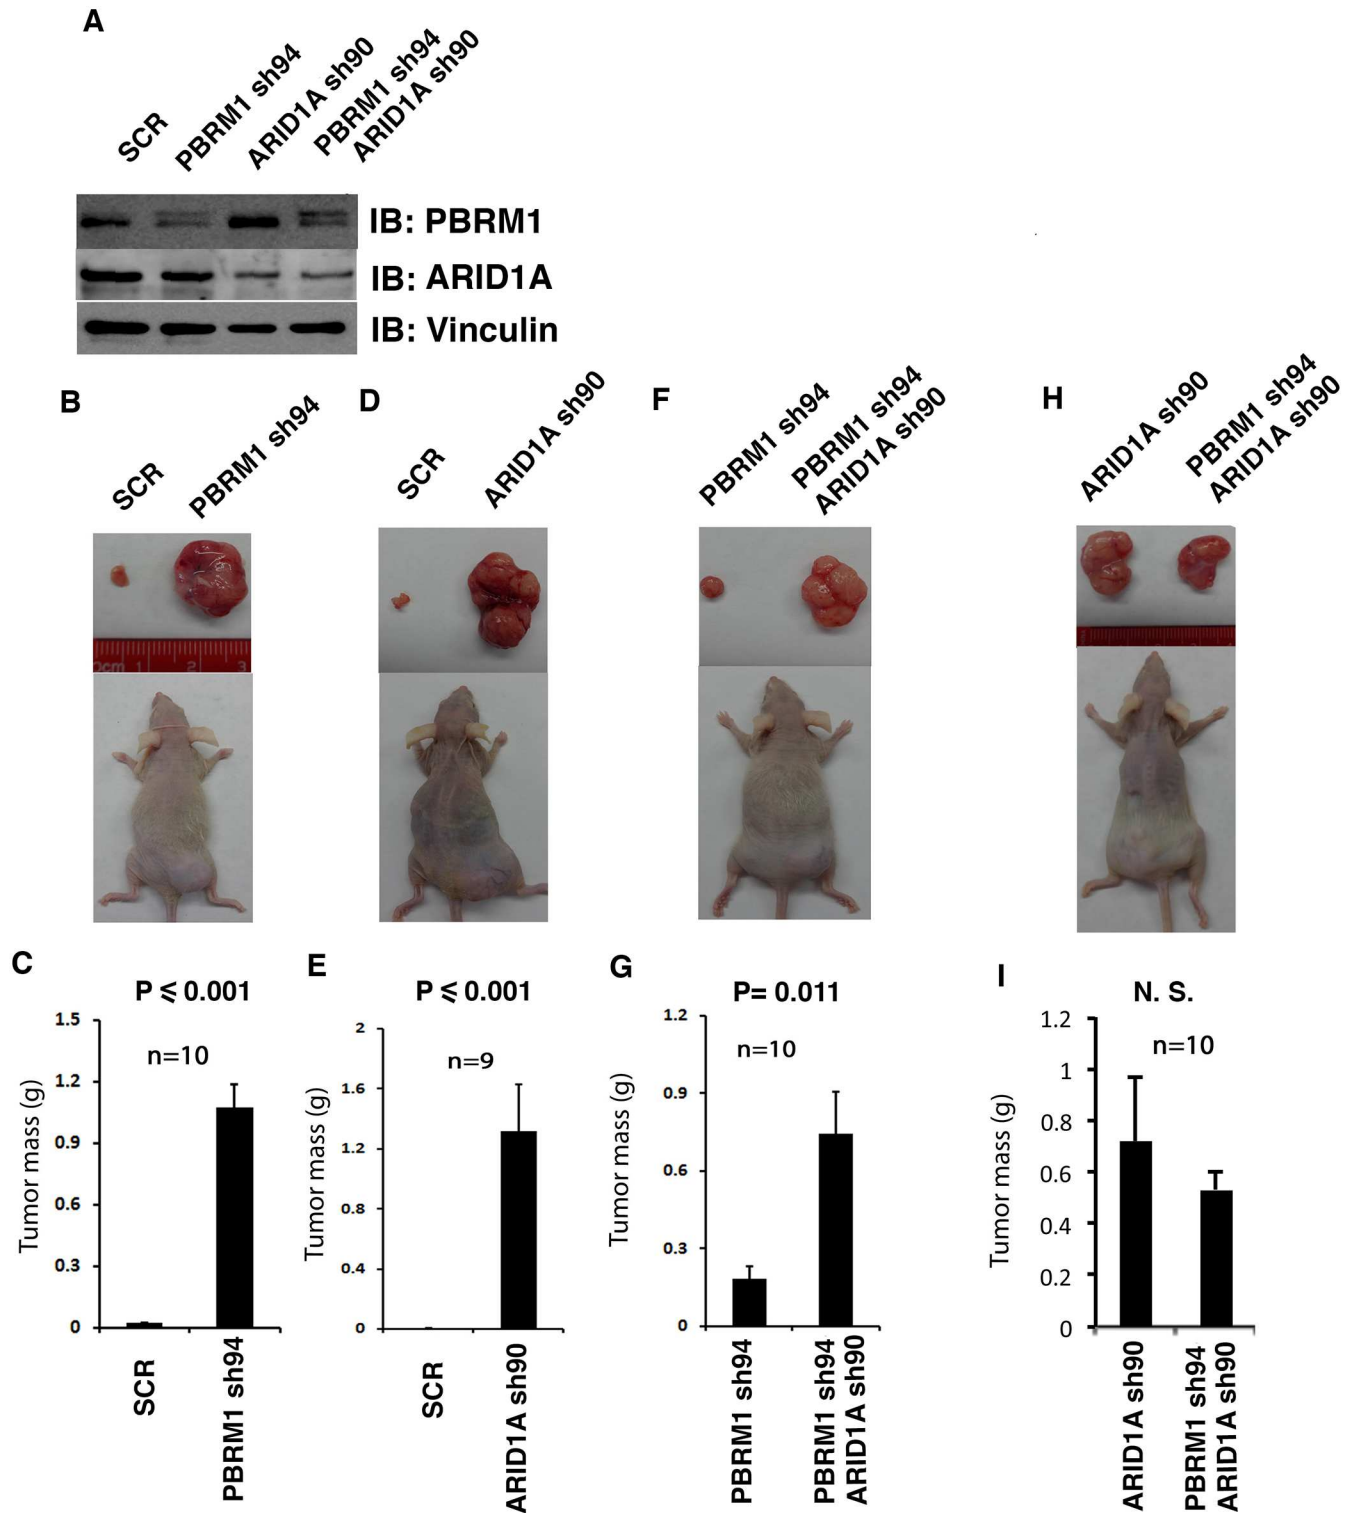 A
SCR
PBRM1 sh94
ARID1A sh90
PBRM1 sh94
ARID1A sh90
IB: PBRM1
IB: ARID1A
IB: Vinculin
B
SCR
PBRM1 sh94
0cm 1 2 3
D
SCR
ARID1A sh90
F
PBRM1 sh94
PBRM1 sh94
ARID1A sh90
H
ARID1A sh90
PBRM1 sh94
ARID1A sh90
C
P ⩽ 0.001
n=10
Tumor mass (g)
1.5
1.2
0.9
0.6
0.3
0
SCR
PBRM1 sh94
E
P ⩽ 0.001
n=9
Tumor mass (g)
2
1.6
1.2
0.8
0.4
0
SCR
ARID1A sh90
G
P= 0.011
n=10
Tumor mass (g)
1.2
0.9
0.6
0.3
0
PBRM1 sh94
PBRM1 sh94
ARID1A sh90
I
N. S.
n=10
Tumor mass (g)
1.2
1
0.8
0.6
0.4
0.2
0
ARID1A sh90
PBRM1 sh94
ARID1A sh90